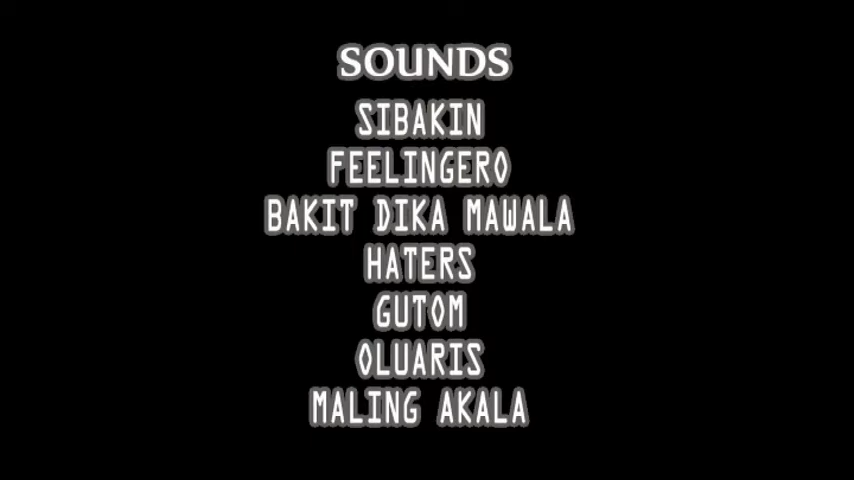 SOUNDS
SIBAKIN
FEELINGERO
BAKIT DIKA MAWALA
HATERS
GUTOM
OLUARIS
MALING AKALA